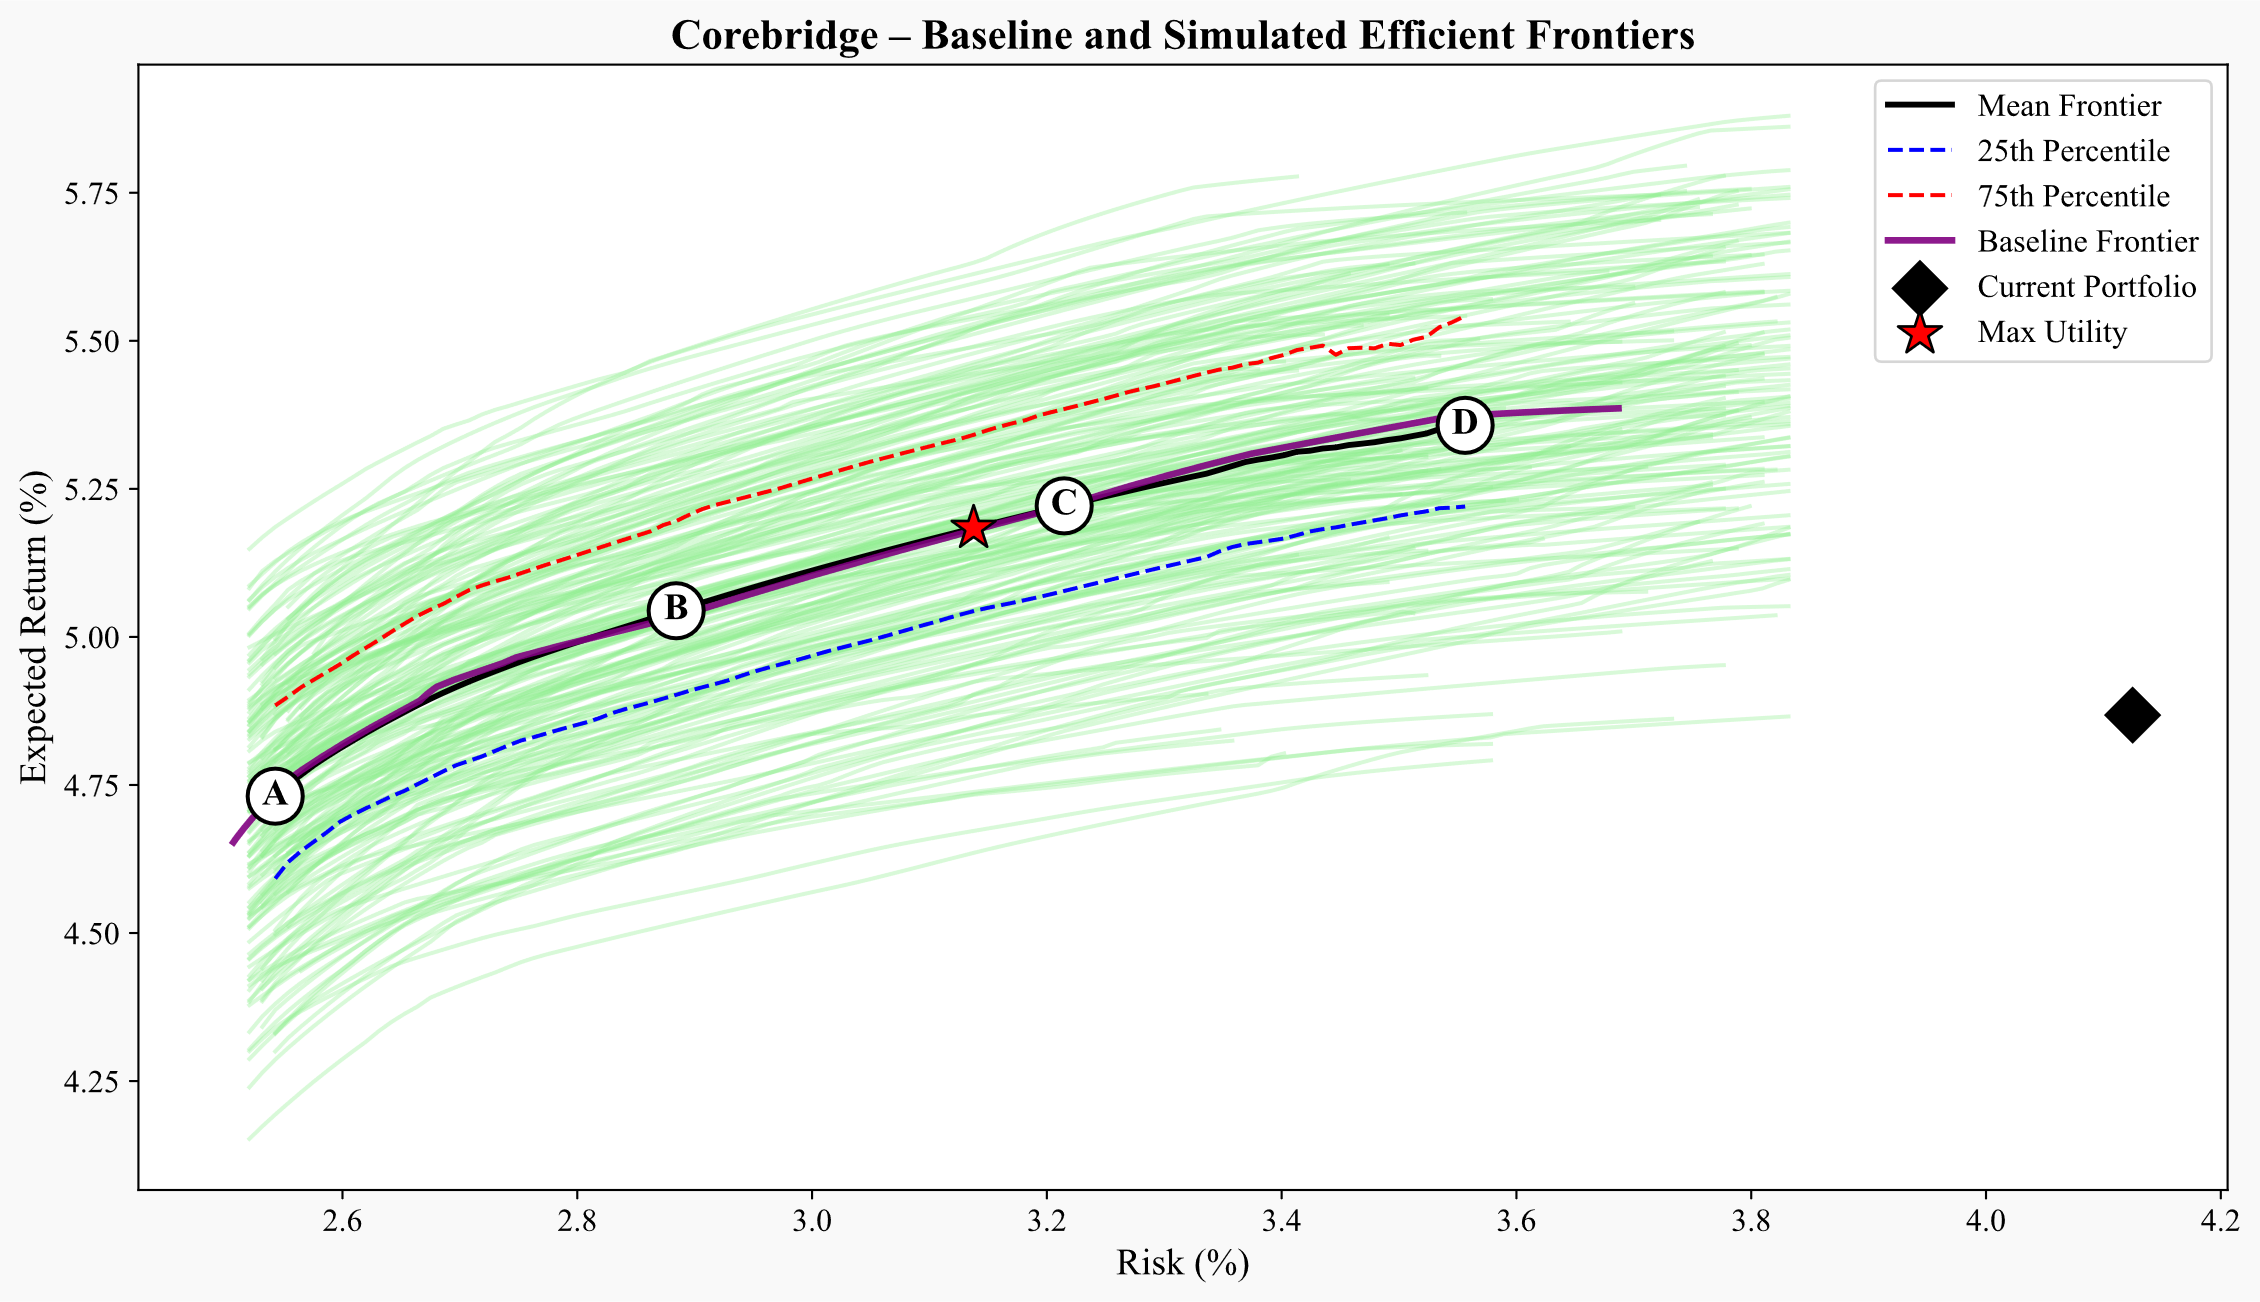 Corebridge – Baseline and Simulated Efficient Frontiers
Mean Frontier
25th Percentile
75th Percentile
Baseline Frontier
Current Portfolio
Max Utility
Expected Return (%)
5.75
5.50
5.25
5.00
4.75
4.50
4.25
A
B
C
D
2.6
2.8
3.0
3.2
3.4
3.6
3.8
4.0
4.2
Risk (%)